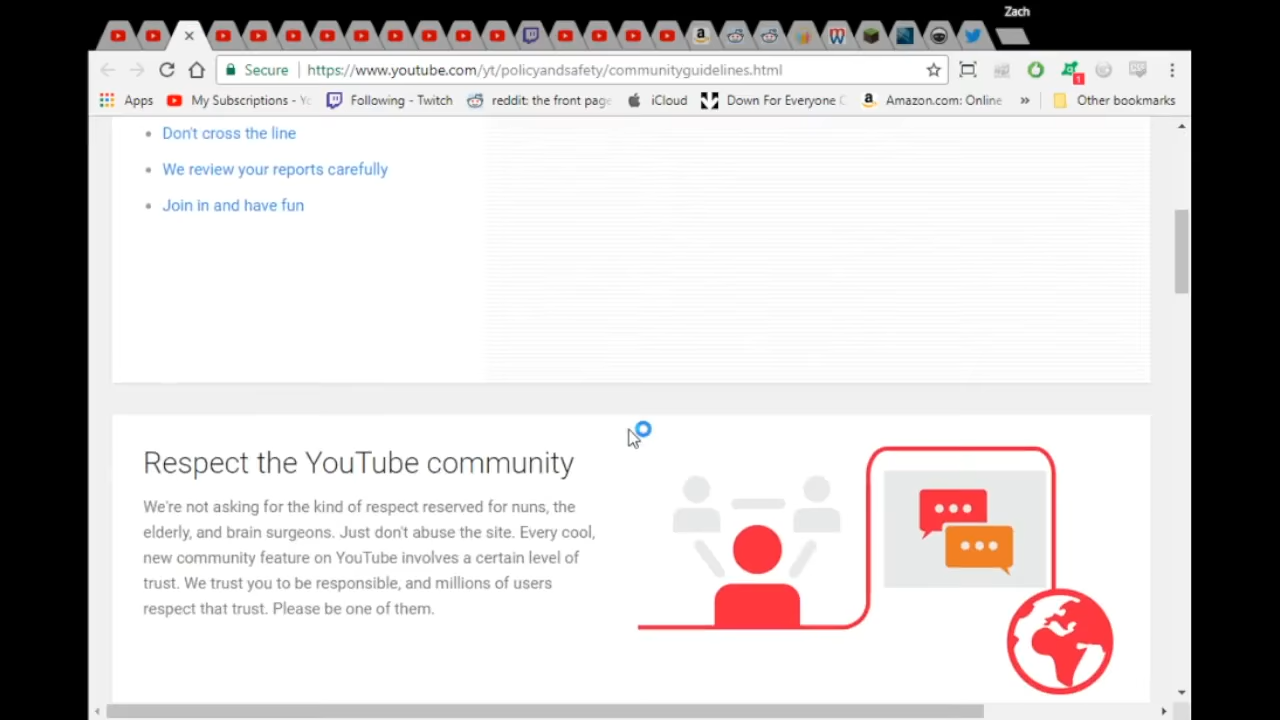 Zach
Secure
https://www.youtube.com/yt/policyandsafety/communityguidelines.html
1
Apps
My Subscriptions - Yo
Following - Twitch
reddit: the front page
iCloud
Down For Everyone O
Amazon.com: Online
»
Other bookmarks
Don't cross the line
We review your reports carefully
Join in and have fun
Respect the YouTube community
We're not asking for the kind of respect reserved for nuns, the
elderly, and brain surgeons. Just don't abuse the site. Every cool,
new community feature on YouTube involves a certain level of
trust. We trust you to be responsible, and millions of users
respect that trust. Please be one of them.